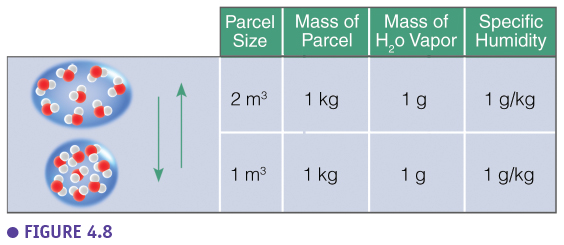 Parcel Size Mass of Parcel Mass of H₂o Vapor Specific Humidity
2 m³ 1 kg 1 g 1 g/kg
1 m³ 1 kg 1 g 1 g/kg
● FIGURE 4.8